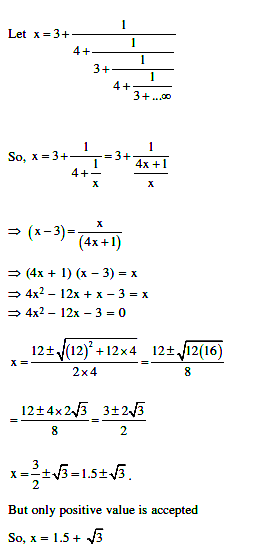 Let x = 3 + 1/(4 + 1/(3 + 1/(4 + 1/(3 + ...∞))))
So, x = 3 + 1/(4 + 1/x) = 3 + 1/((4x + 1)/x)
⇒ (x − 3) = x/(4x + 1)
⇒ (4x + 1) (x − 3) = x
⇒ 4x² − 12x + x − 3 = x
⇒ 4x² − 12x − 3 = 0
x = (12 ± √((12)² + 12 × 4))/(2 × 4) = (12 ± √(12(16)))/8
= (12 ± 4 × 2√3)/8 = (3 ± 2√3)/2
x = 3/2 ± √3 = 1.5 ± √3 .
But only positive value is accepted
So, x = 1.5 + √3